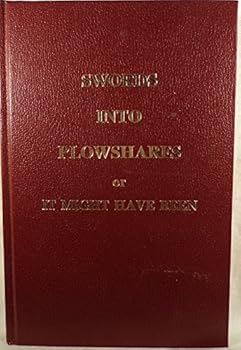 SWORDS
INTO
PLOWSHARES
or
IT MIGHT HAVE BEEN